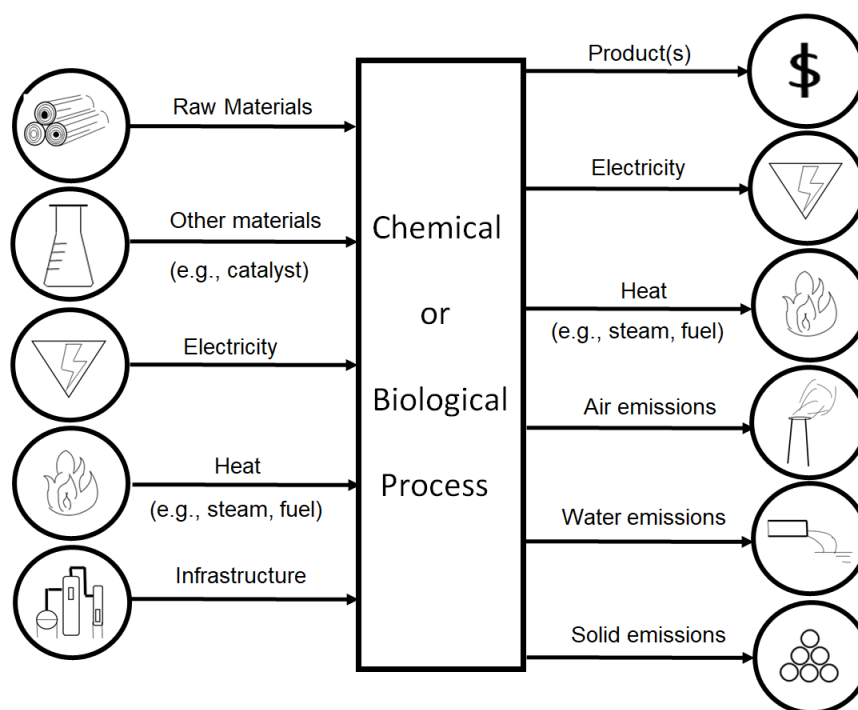 Raw Materials
Other materials
(e.g., catalyst)
Electricity
Heat
(e.g., steam, fuel)
Infrastructure
Chemical
or
Biological
Process
Product(s)
$
Electricity
Heat
(e.g., steam, fuel)
Air emissions
Water emissions
Solid emissions